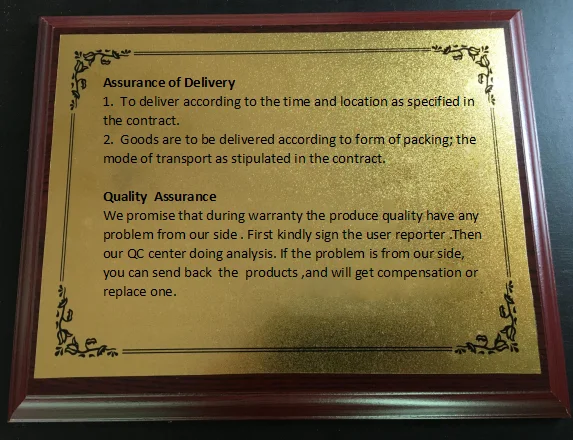 Assurance of Delivery
1.  To deliver according to the time and location as specified in
the contract.
2.  Goods are to be delivered according to form of packing; the
mode of transport as stipulated in the contract.
Quality  Assurance
We promise that during warranty the produce quality have any
problem from our side . First kindly sign the user reporter .Then
our QC center doing analysis. If the problem is from our side,
you can send back  the  products ,and will get compensation or
replace one.